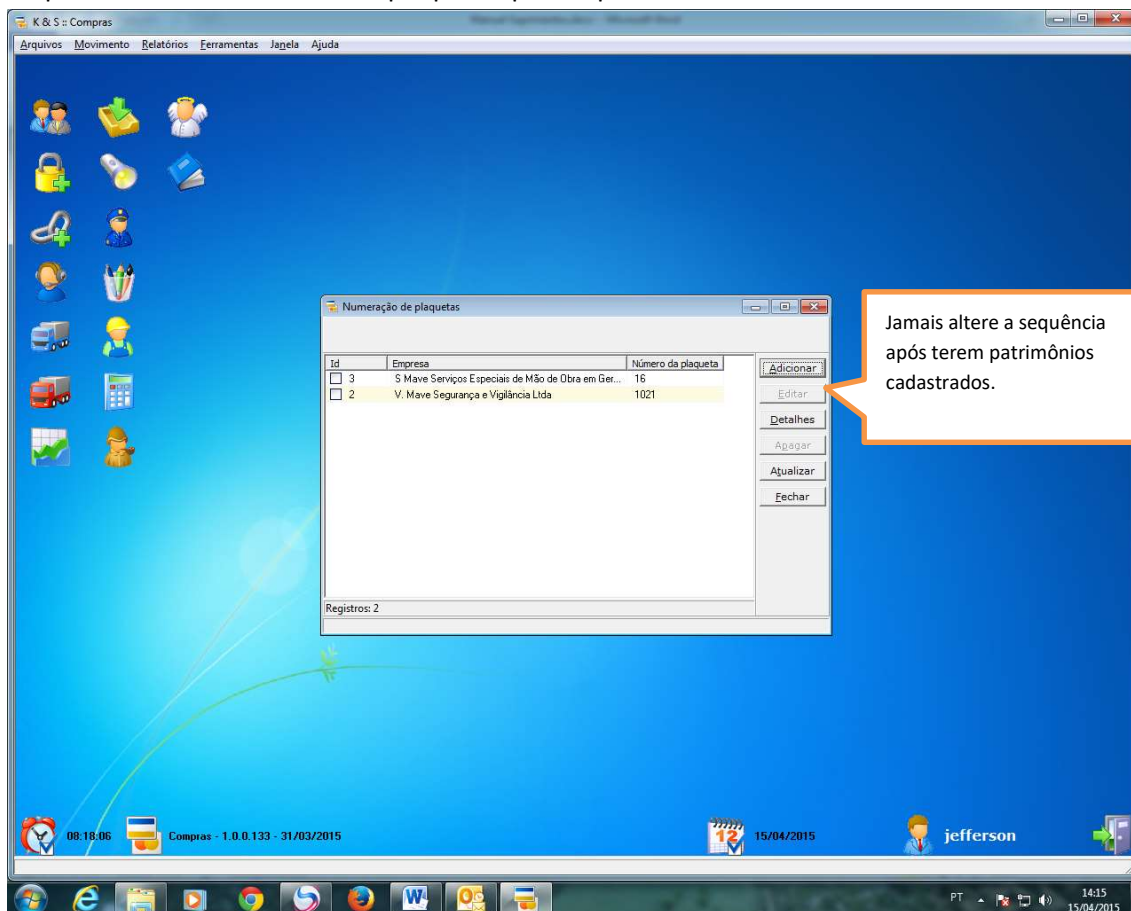 K & S :: Compras
Arquivos Movimento Relatórios Ferramentas Janela Ajuda
Numeração de plaquetas
Id Empresa Número da plaqueta
3 S Mave Serviços Especiais de Mão de Obra em Ger... 16
2 V. Mave Segurança e Vigilância Ltda 1021
Adicionar
Editar
Detalhes
Apagar
Atualizar
Fechar
Registros: 2
Jamais altere a sequência
após terem patrimônios
cadastrados.
08:18:06 Compras - 1.0.0.133 - 31/03/2015 12 15/04/2015 jefferson
PT 14:15
15/04/2015